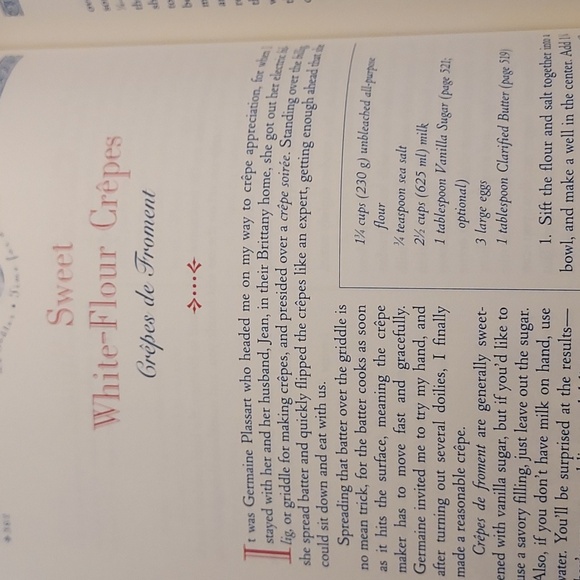 Sweet
White-Flour Crêpes
Crêpes de Froment
It was Germaine Plassart who headed me on my way to crêpe appreciation, for when I
stayed with her and her husband, Jean, in their Brittany home, she got out her electric
lig, or griddle for making crêpes, and presided over a crêpe soirée. Standing over the
she spread batter and quickly flipped the crêpes like an expert, getting enough ahead that
could sit down and eat with us.
Spreading that batter over the griddle is
no mean trick, for the batter cooks as soon
as it hits the surface, meaning the crêpe
maker has to move fast and gracefully.
Germaine invited me to try my hand, and
after turning out several doilies, I finally
made a reasonable crêpe.
Crêpes de froment are generally sweet-
ened with vanilla sugar, but if you'd like to
use a savory filling, just leave out the sugar.
Also, if you don't have milk on hand, use
water. You'll be surprised at the results—
1¾ cups (230 g) unbleached all-purpose
flour
¼ teaspoon sea salt
2½ cups (625 ml) milk
1 tablespoon Vanilla Sugar (page 521;
optional)
3 large eggs
1 tablespoon Clarified Butter (page 519)
1. Sift the flour and salt together into a
bowl, and make a well in the center. Add